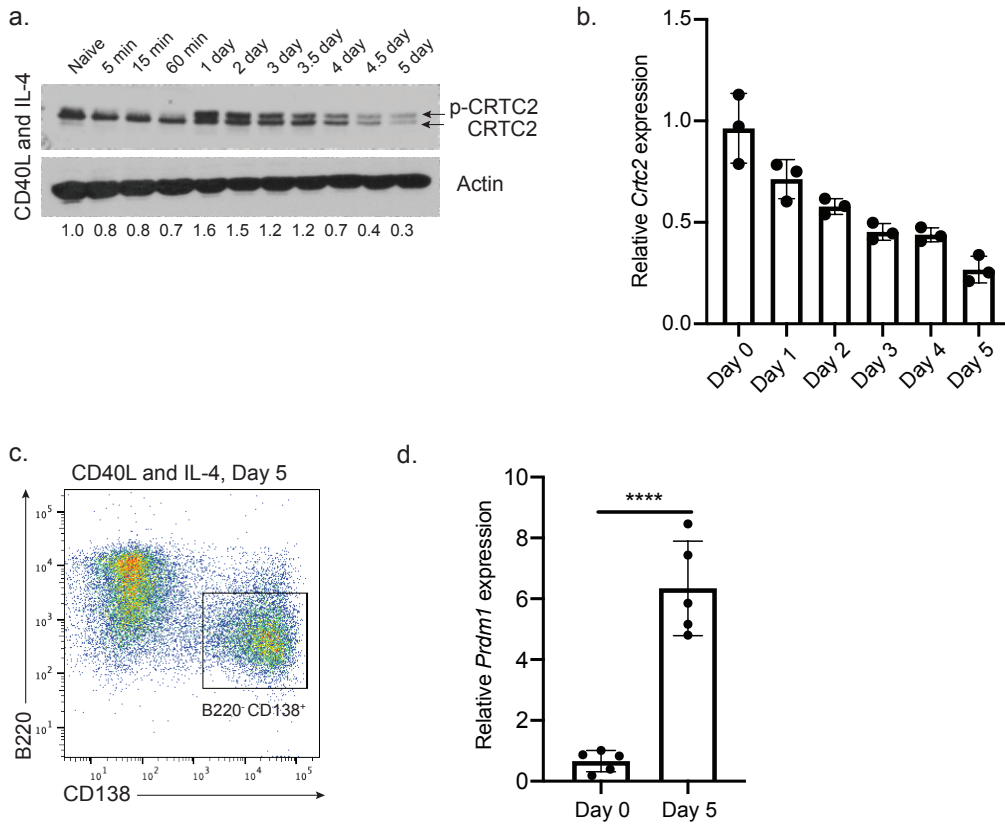 a.
CD40L and IL-4
Naive 5 min 15 min 60 min 1 day 2 day 3 day 3.5 day 4 day 4.5 day 5 day
p-CRTC2
CRTC2
Actin
1.0 0.8 0.8 0.7 1.6 1.5 1.2 1.2 0.7 0.4 0.3
b.
Relative Crtc2 expression
1.5
1.0
0.5
0.0
Day 0 Day 1 Day 2 Day 3 Day 4 Day 5
c.
CD40L and IL-4, Day 5
B220
10⁵
10⁴
10³
10²
10¹
B220⁻ CD138⁺
10¹ 10² 10³ 10⁴ 10⁵
CD138
d.
Relative Prdm1 expression
10
8
6
4
2
0
****
Day 0 Day 5